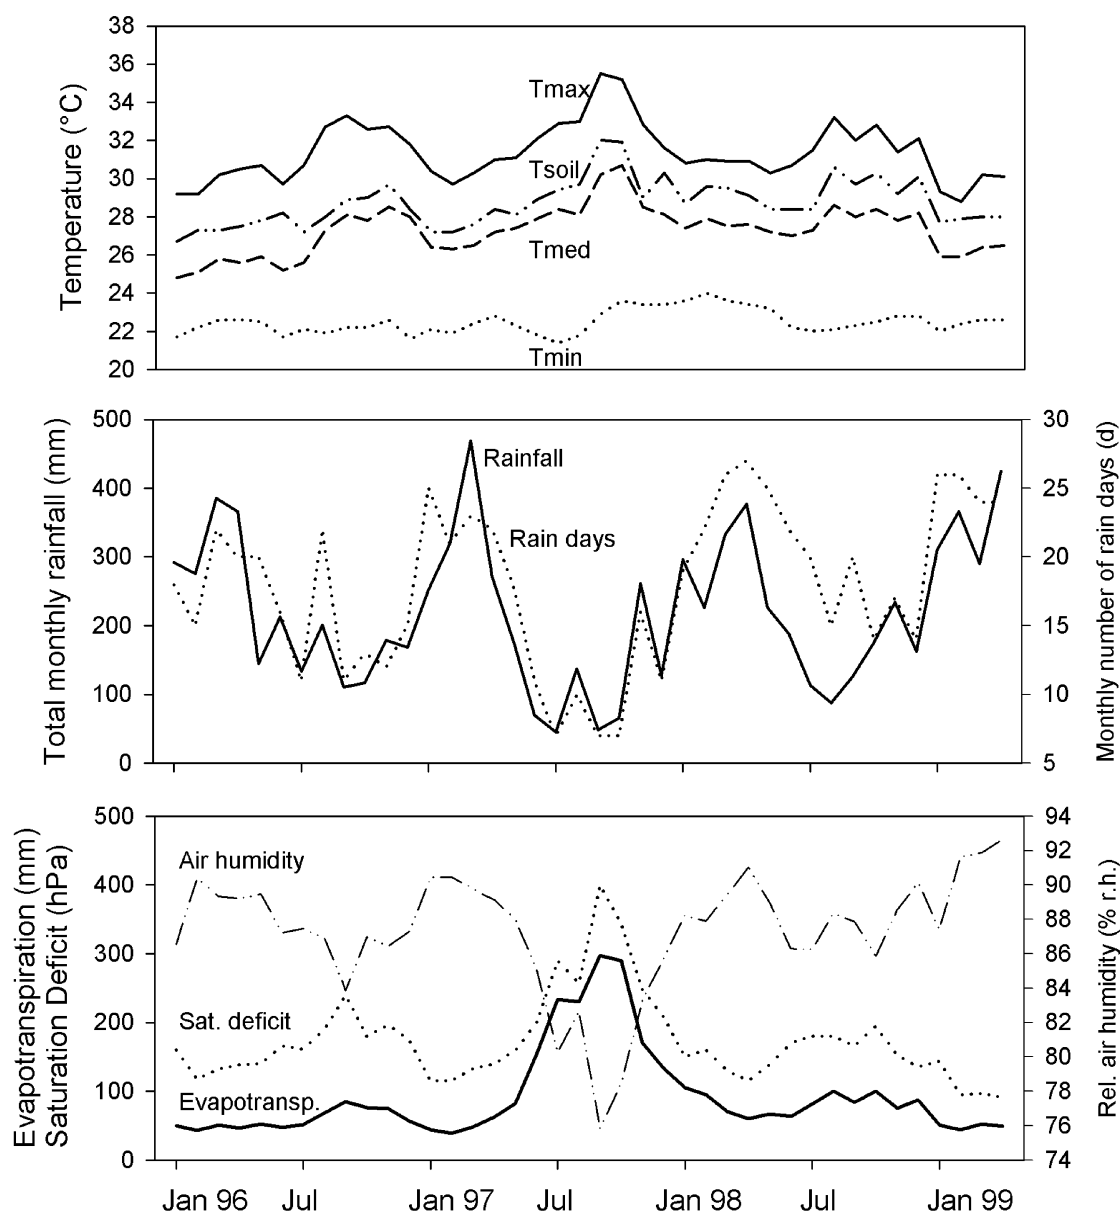 38
36
34
32
30
28
26
24
22
20
Temperature (°C)
Tmax
Tsoil
Tmed
Tmin
500
400
300
200
100
0
Total monthly rainfall (mm)
Rainfall
Rain days
30
25
20
15
10
5
Monthly number of rain days (d)
500
400
300
200
100
0
Evapotranspiration (mm)
Saturation Deficit (hPa)
Air humidity
Sat. deficit
Evapotransp.
94
92
90
88
86
84
82
80
78
76
74
Rel. air humidity (% r.h.)
Jan 96 Jul Jan 97 Jul Jan 98 Jul Jan 99